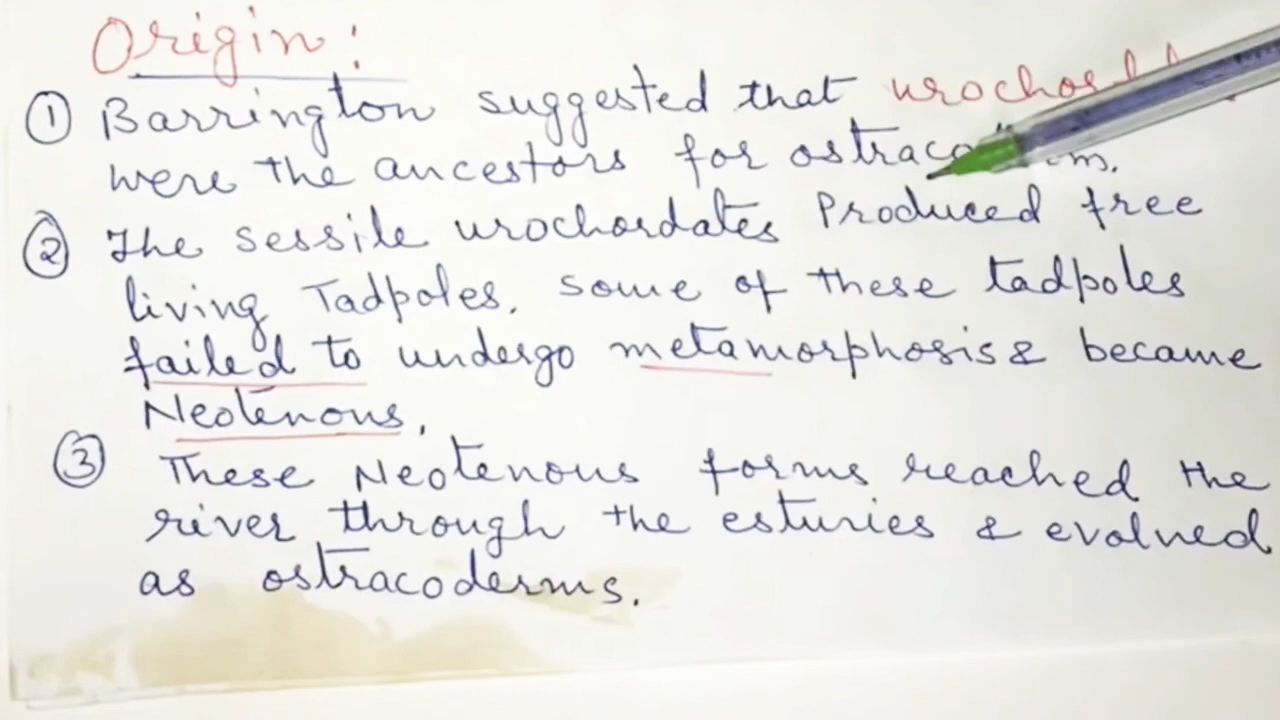 Origin:
① Barrington suggested that
were the ancestors for
② The sessile urochordates Produced free
living Tadpoles. some of these tadpoles
failed to undergo metamorphosis & became
Neotenous.
③ These Neotenous forms reached the
river through the esturies & evolved
as ostracoderms.